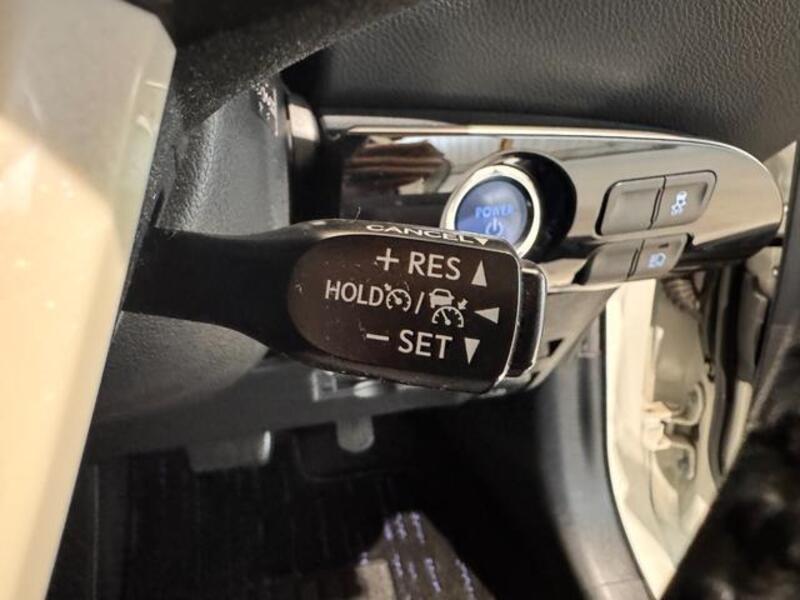 CANCEL▼
+ RES ▲
HOLD / ◀
− SET ▼
POWER